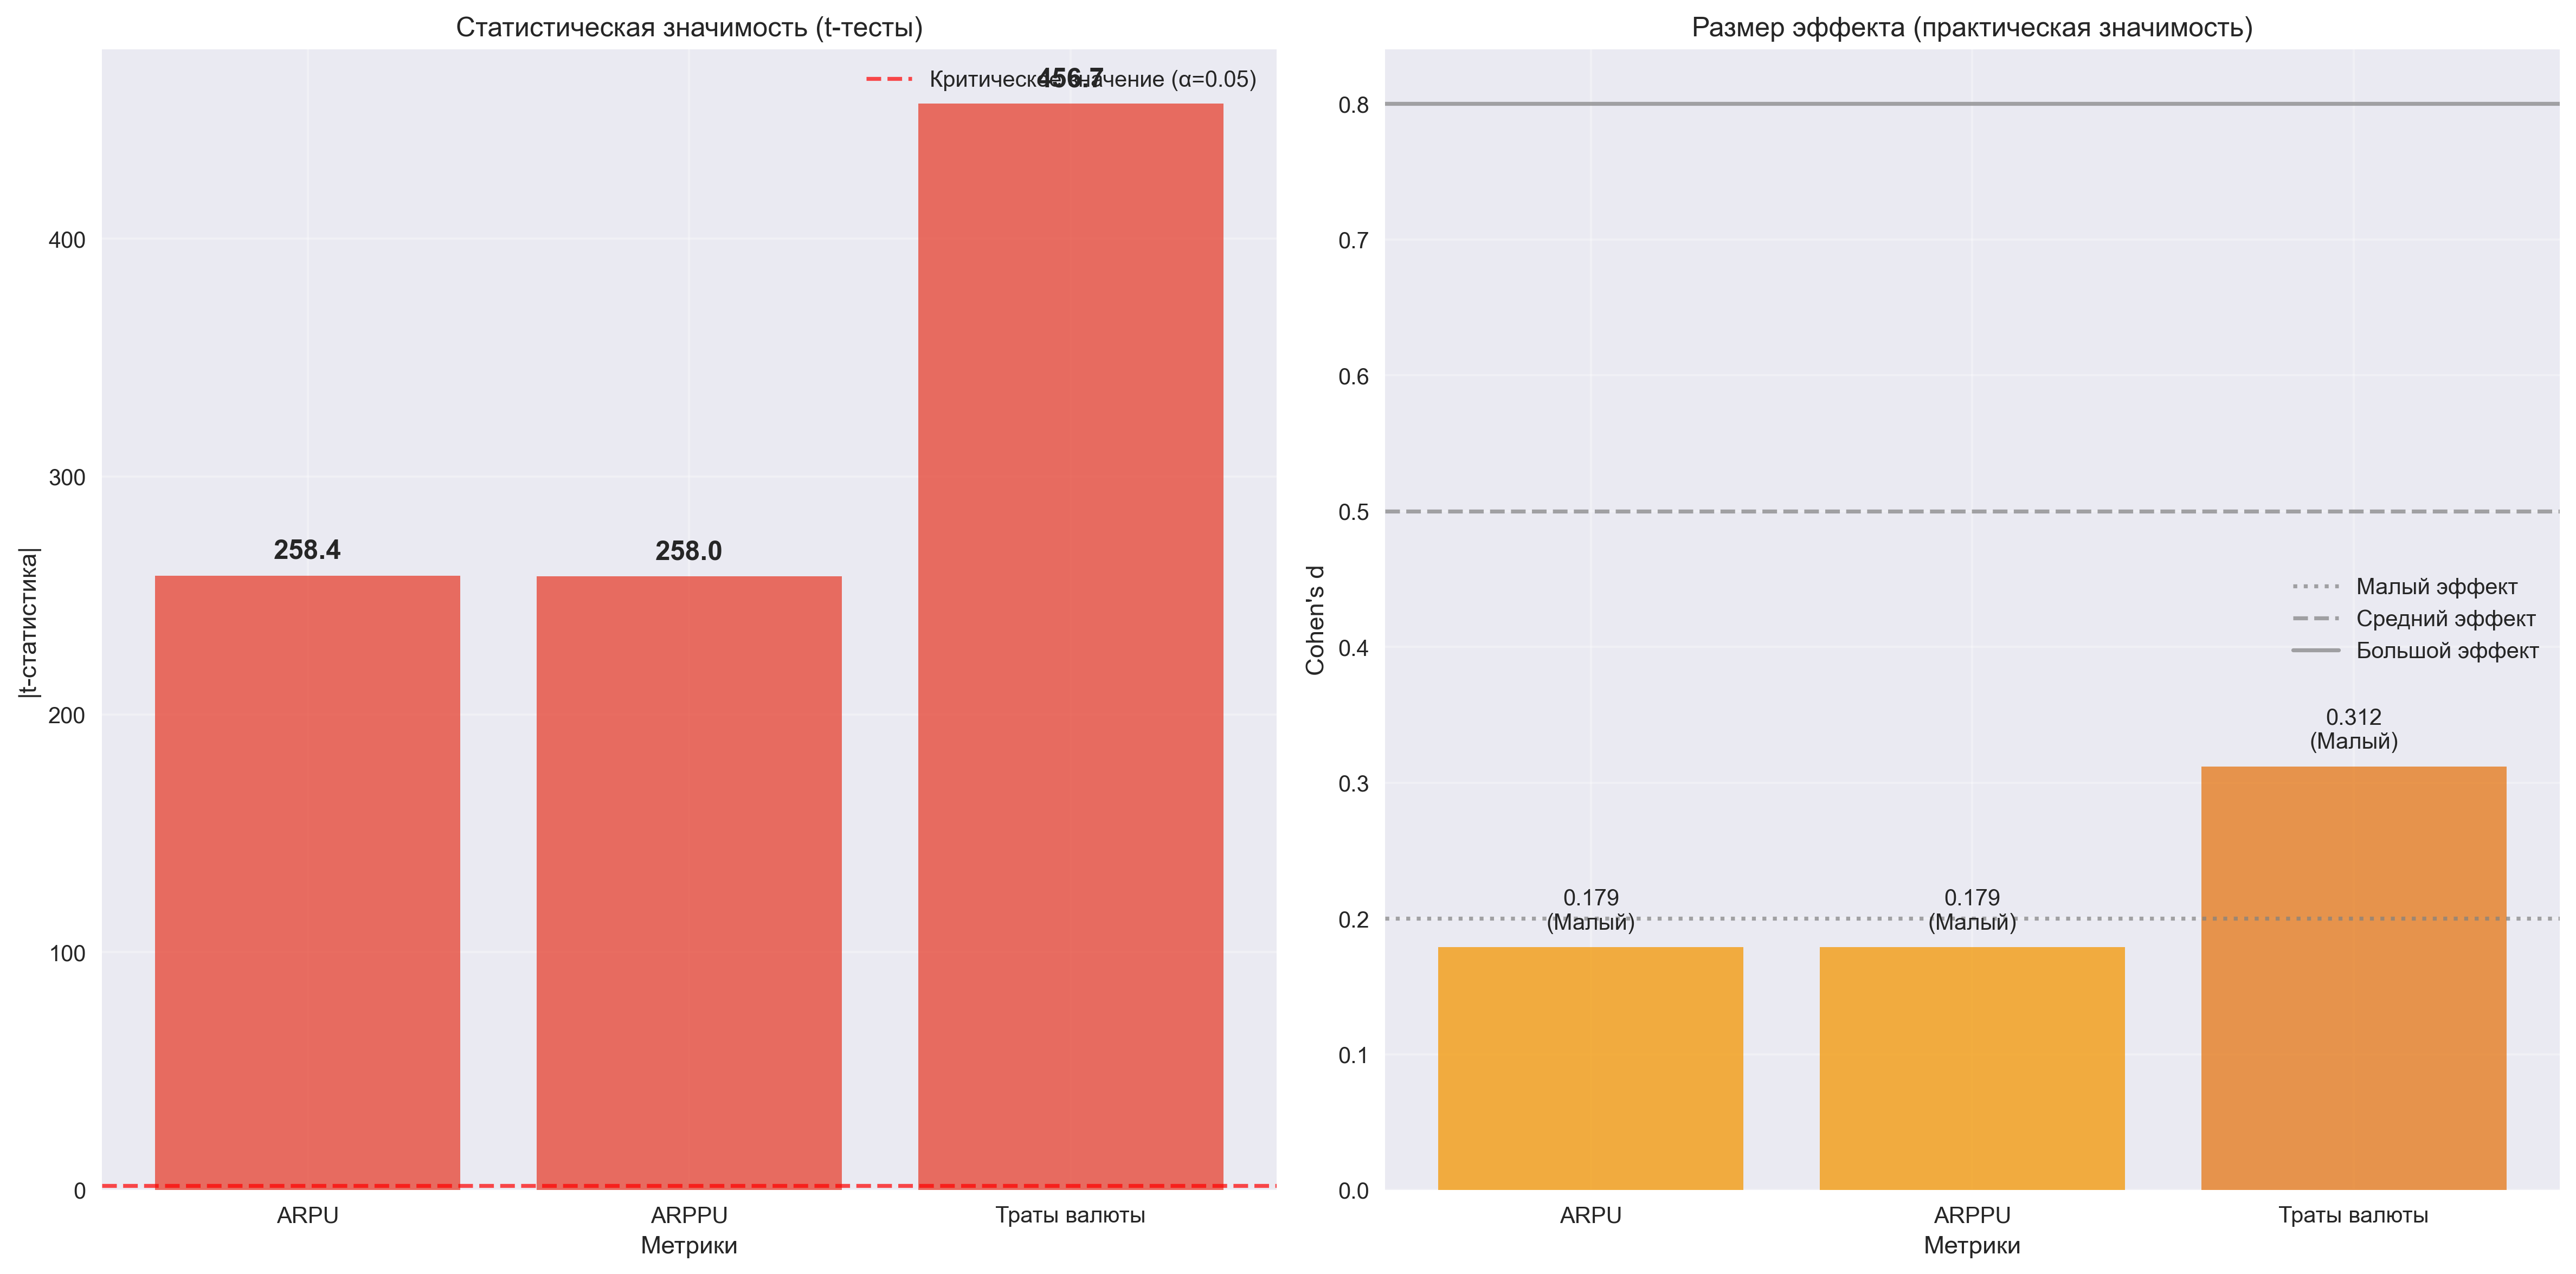 Статистическая значимость (t-тесты)
Критическое значение (α=0.05)
456.7
258.4
258.0
|t-статистика|
400
300
200
100
0
ARPU
ARPPU
Траты валюты
Метрики
Размер эффекта (практическая значимость)
Cohen's d
0.8
0.7
0.6
0.5
0.4
0.3
0.2
0.1
0.0
Малый эффект
Средний эффект
Большой эффект
0.179
(Малый)
0.179
(Малый)
0.312
(Малый)
ARPU
ARPPU
Траты валюты
Метрики